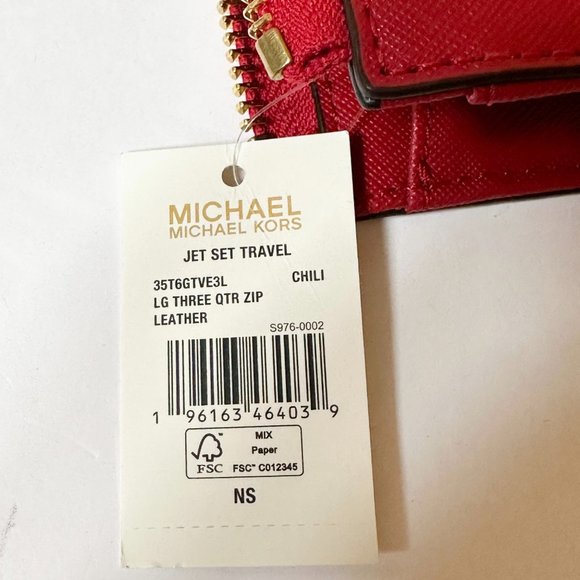 MICHAEL
MICHAEL KORS
JET SET TRAVEL
35T6GTVE3L CHILI
LG THREE QTR ZIP
LEATHER
S976-0002
1 96163 46403 9
FSC
MIX
Paper
FSC™ C012345
NS